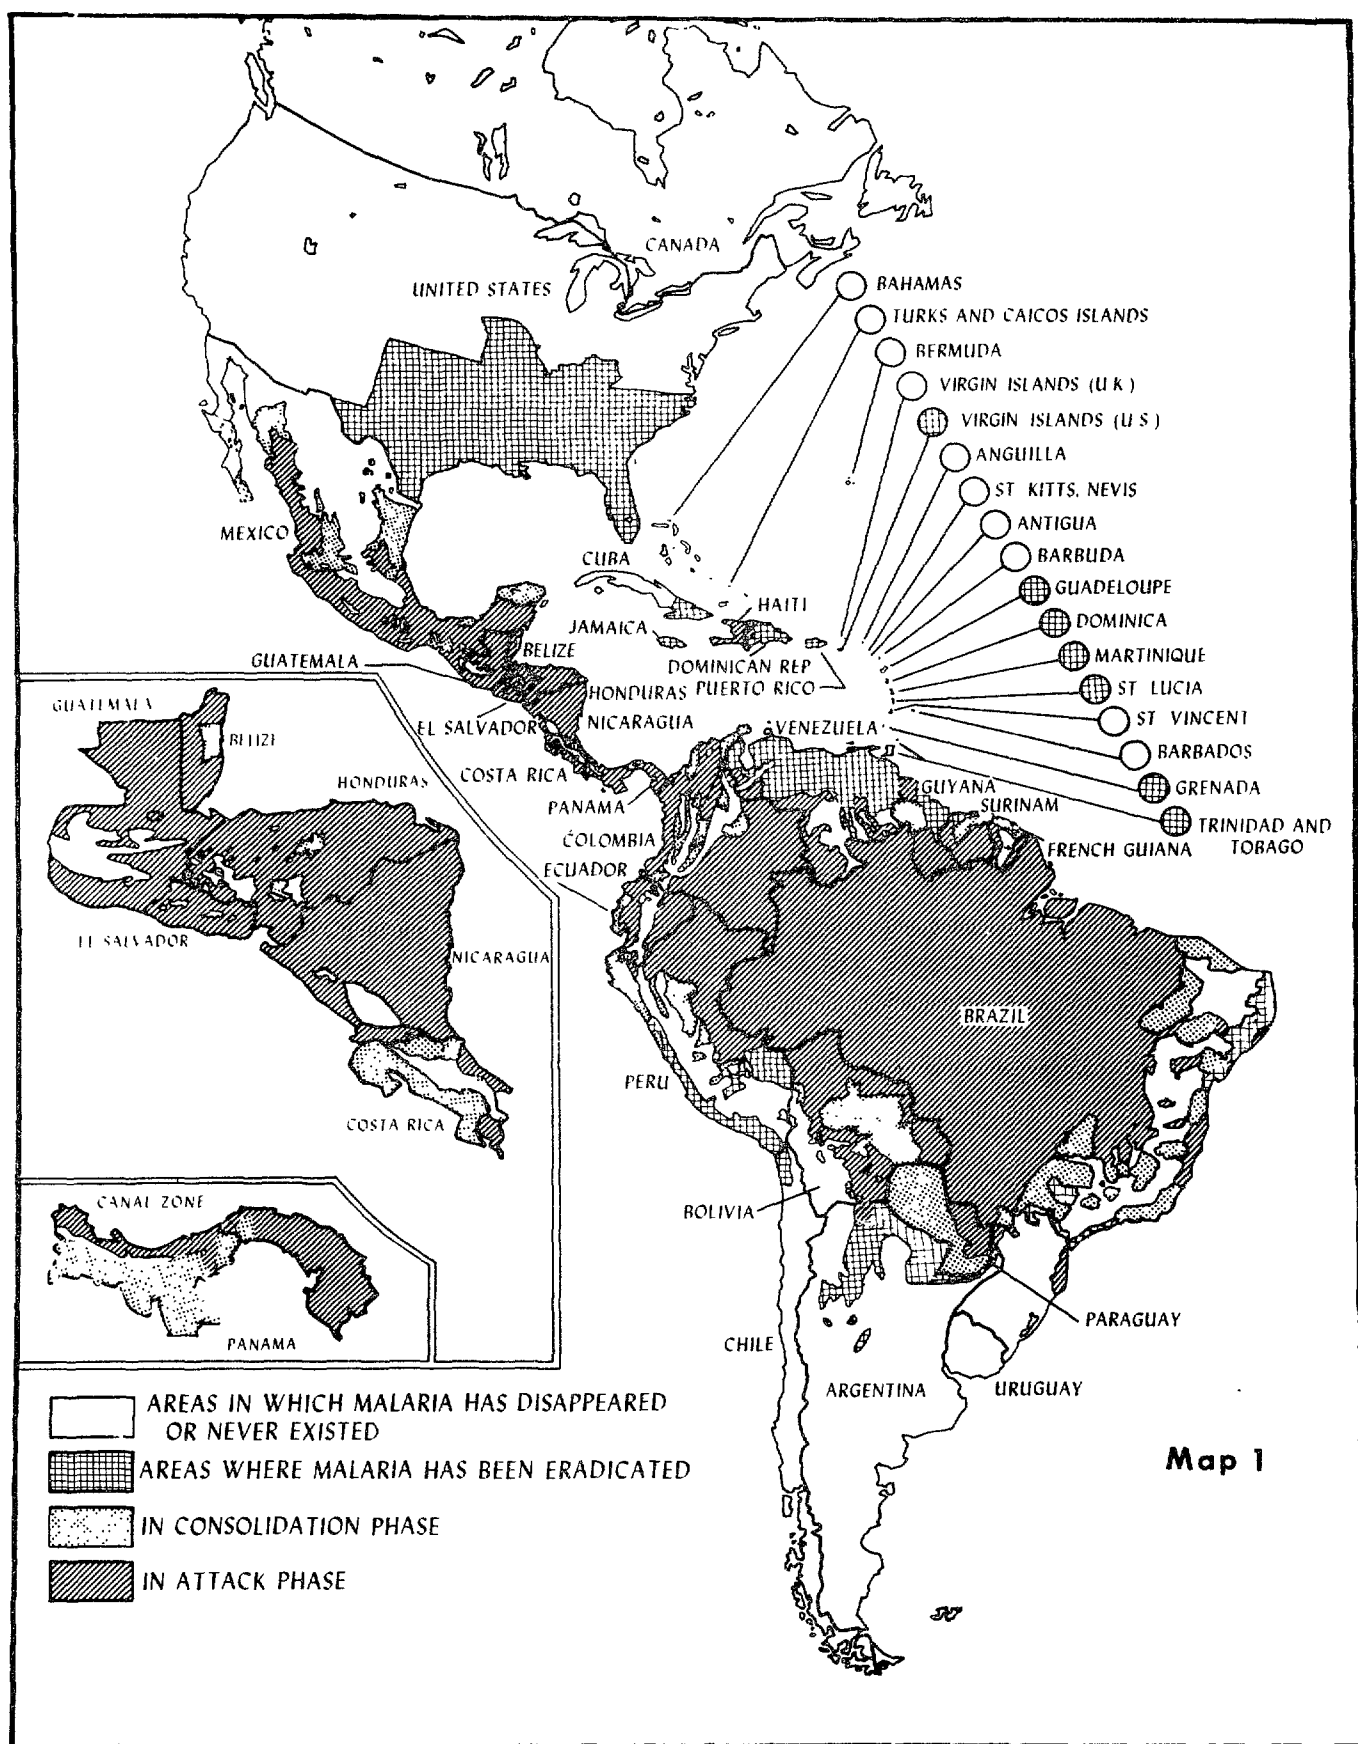 CANADA
UNITED STATES
BAHAMAS
TURKS AND CAICOS ISLANDS
BERMUDA
VIRGIN ISLANDS (U K)
VIRGIN ISLANDS (U S)
ANGUILLA
ST KITTS, NEVIS
ANTIGUA
BARBUDA
GUADELOUPE
DOMINICA
MARTINIQUE
ST LUCIA
ST VINCENT
BARBADOS
GRENADA
TRINIDAD AND
TOBAGO
MEXICO
CUBA
HAITI
JAMAICA
BELIZE
DOMINICAN REP
PUERTO RICO
GUATEMALA
HONDURAS
NICARAGUA
EL SALVADOR
VENEZUELA
COSTA RICA
PANAMA
GUYANA
SURINAM
COLOMBIA
FRENCH GUIANA
ECUADOR
BRAZIL
PERU
BOLIVIA
PARAGUAY
CHILE
ARGENTINA
URUGUAY
GUATEMALA
BELIZE
HONDURAS
EL SALVADOR
NICARAGUA
COSTA RICA
CANAL ZONE
PANAMA
AREAS IN WHICH MALARIA HAS DISAPPEARED
OR NEVER EXISTED
AREAS WHERE MALARIA HAS BEEN ERADICATED
IN CONSOLIDATION PHASE
IN ATTACK PHASE
Map 1